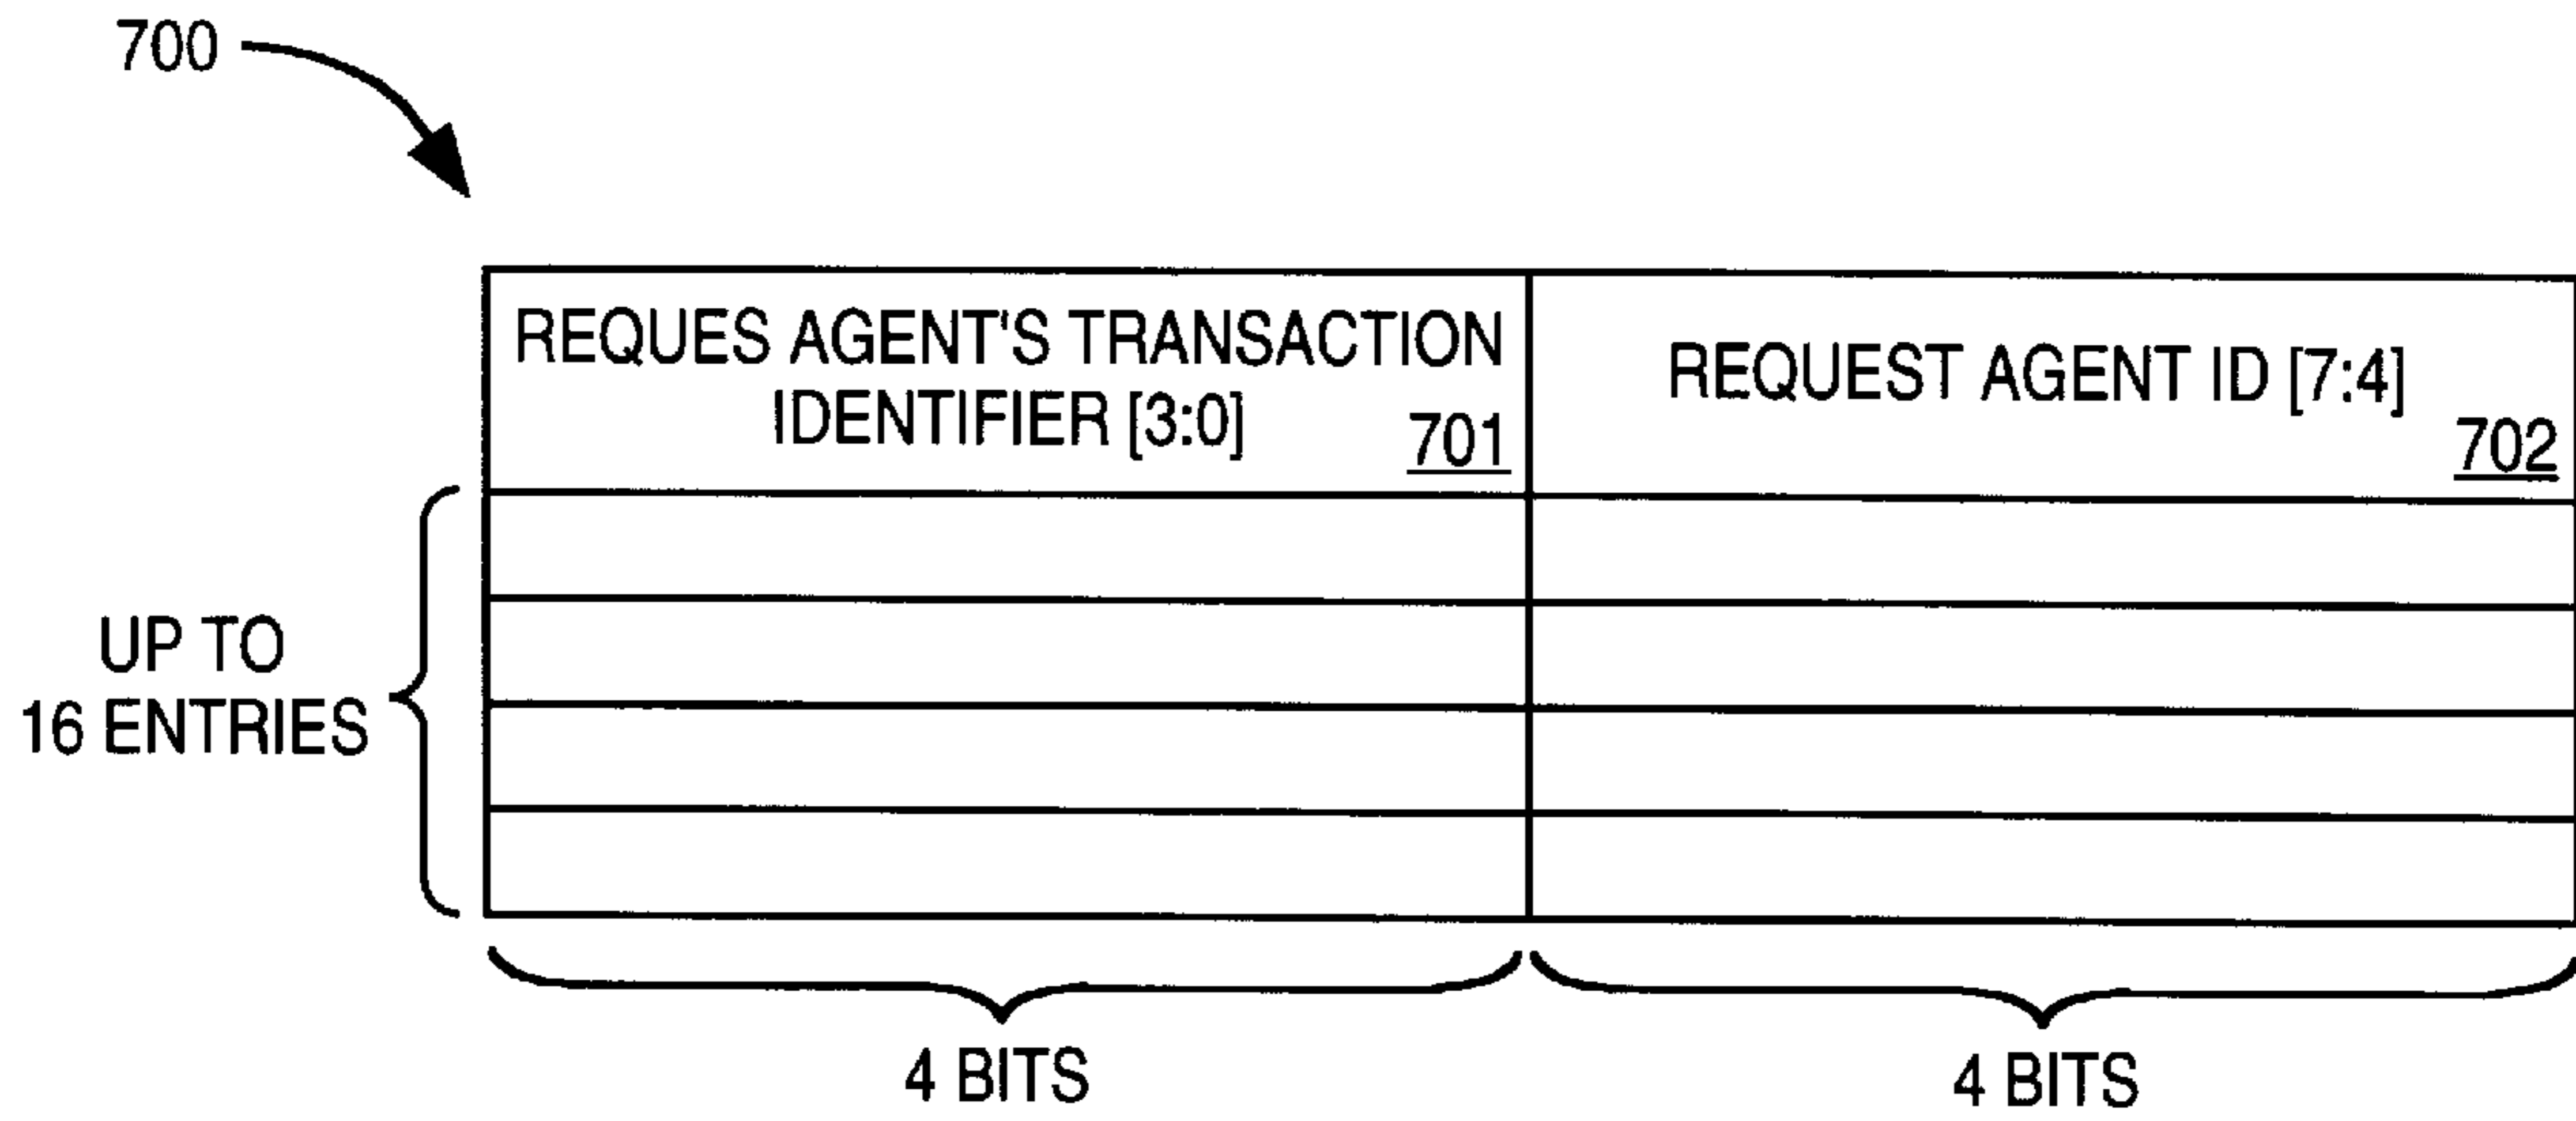 700
REQUES AGENT'S TRANSACTION
IDENTIFIER [3:0]
701
REQUEST AGENT ID [7:4]
702
UP TO
16 ENTRIES
4 BITS
4 BITS